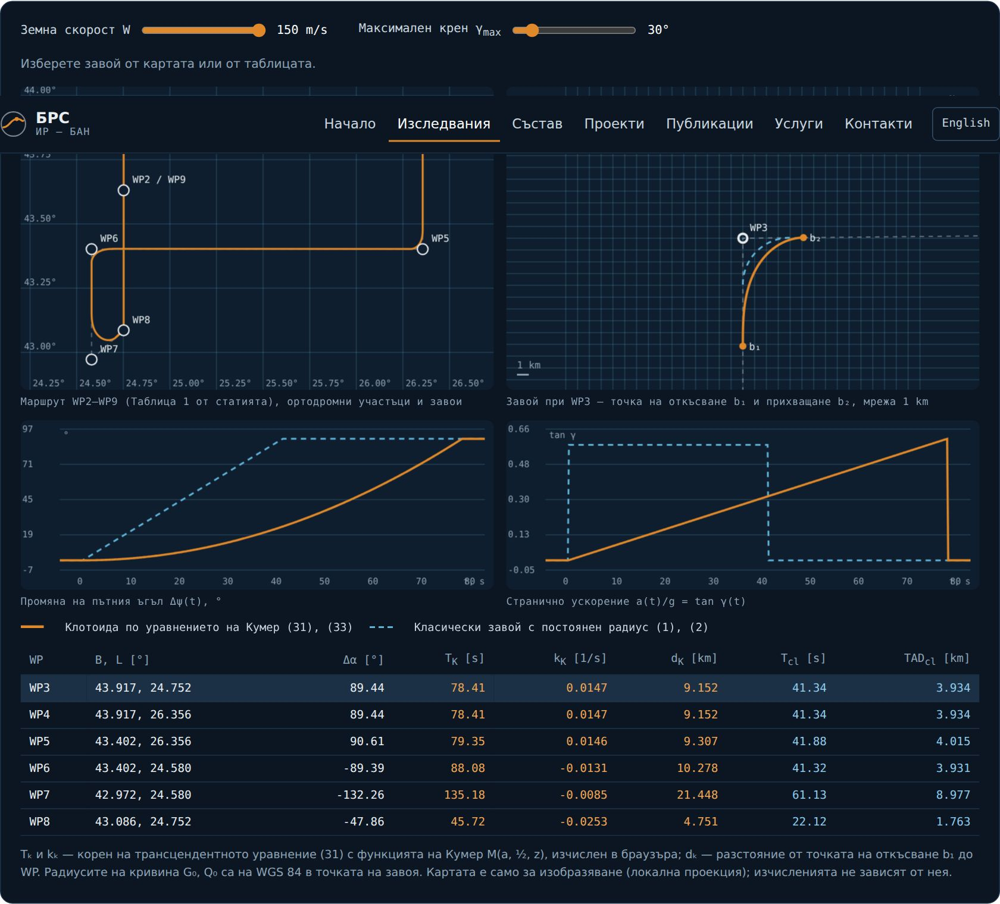 Земна скорост W 150 m/s Максимален крен γmax 30°
Изберете завой от картата или от таблицата.
44.00°
БРС
ИР — БАН
Начало Изследвания Състав Проекти Публикации Услуги Контакти English
43.75
WP2 / WP9
43.50°
WP6 WP5
43.25°
WP8
43.00°
WP7
24.25° 24.50° 24.75° 25.00° 25.25° 25.50° 25.75° 26.00° 26.25° 26.50°
WP3
b₂
b₁
1 km
Маршрут WP2–WP9 (Таблица 1 от статията), ортодромни участъци и завои
Завой при WP3 — точка на откъсване b₁ и прихващане b₂, мрежа 1 km
97
°
71
45
19
-7
0 10 20 30 40 50 60 70 80 s
0.66
tan γ
0.48
0.30
0.13
-0.05
0 10 20 30 40 50 60 70 80 s
Промяна на пътния ъгъл Δψ(t), °
Странично ускорение a(t)/g = tan γ(t)
Клотоида по уравнението на Кумер (31), (33) Класически завой с постоянен радиус (1), (2)
WP B, L [°] Δα [°] TK [s] kK [1/s] dK [km] Tcl [s] TADcl [km]
WP3 43.917, 24.752 89.44 78.41 0.0147 9.152 41.34 3.934
WP4 43.917, 26.356 89.44 78.41 0.0147 9.152 41.34 3.934
WP5 43.402, 26.356 90.61 79.35 0.0146 9.307 41.88 4.015
WP6 43.402, 24.580 -89.39 88.08 -0.0131 10.278 41.32 3.931
WP7 42.972, 24.580 -132.26 135.18 -0.0085 21.448 61.13 8.977
WP8 43.086, 24.752 -47.86 45.72 -0.0253 4.751 22.12 1.763
Tₖ и kₖ — корен на трансцендентното уравнение (31) с функцията на Кумер M(a, ½, z), изчислен в браузъра; dₖ — разстояние от точката на откъсване b₁ до
WP. Радиусите на кривина G₀, Q₀ са на WGS 84 в точката на завоя. Картата е само за изобразяване (локална проекция); изчисленията не зависят от нея.